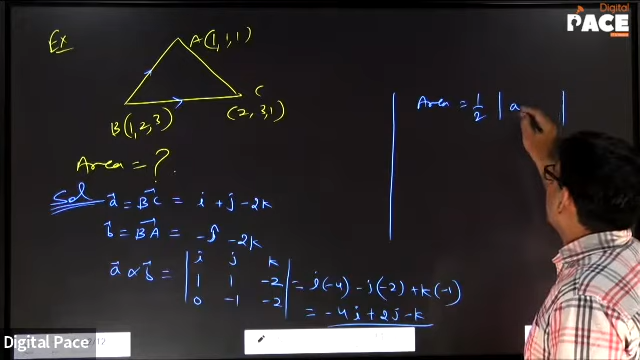 Digital
PACE
Ex
A(1,1,1)
C
B(1,2,3)
(2,3,1)
Area = ?
Sol
a⃗ = B⃗C = i + j - 2k
b⃗ = B⃗A = -ĵ - 2k
a⃗ × b⃗ = | i j k |
| 1 1 -2 |
| 0 -1 -2 |
= i(-4) - j(-2) + k(-1)
= -4i + 2j - k
Area = 1/2 | a |
Digital Pace
/12